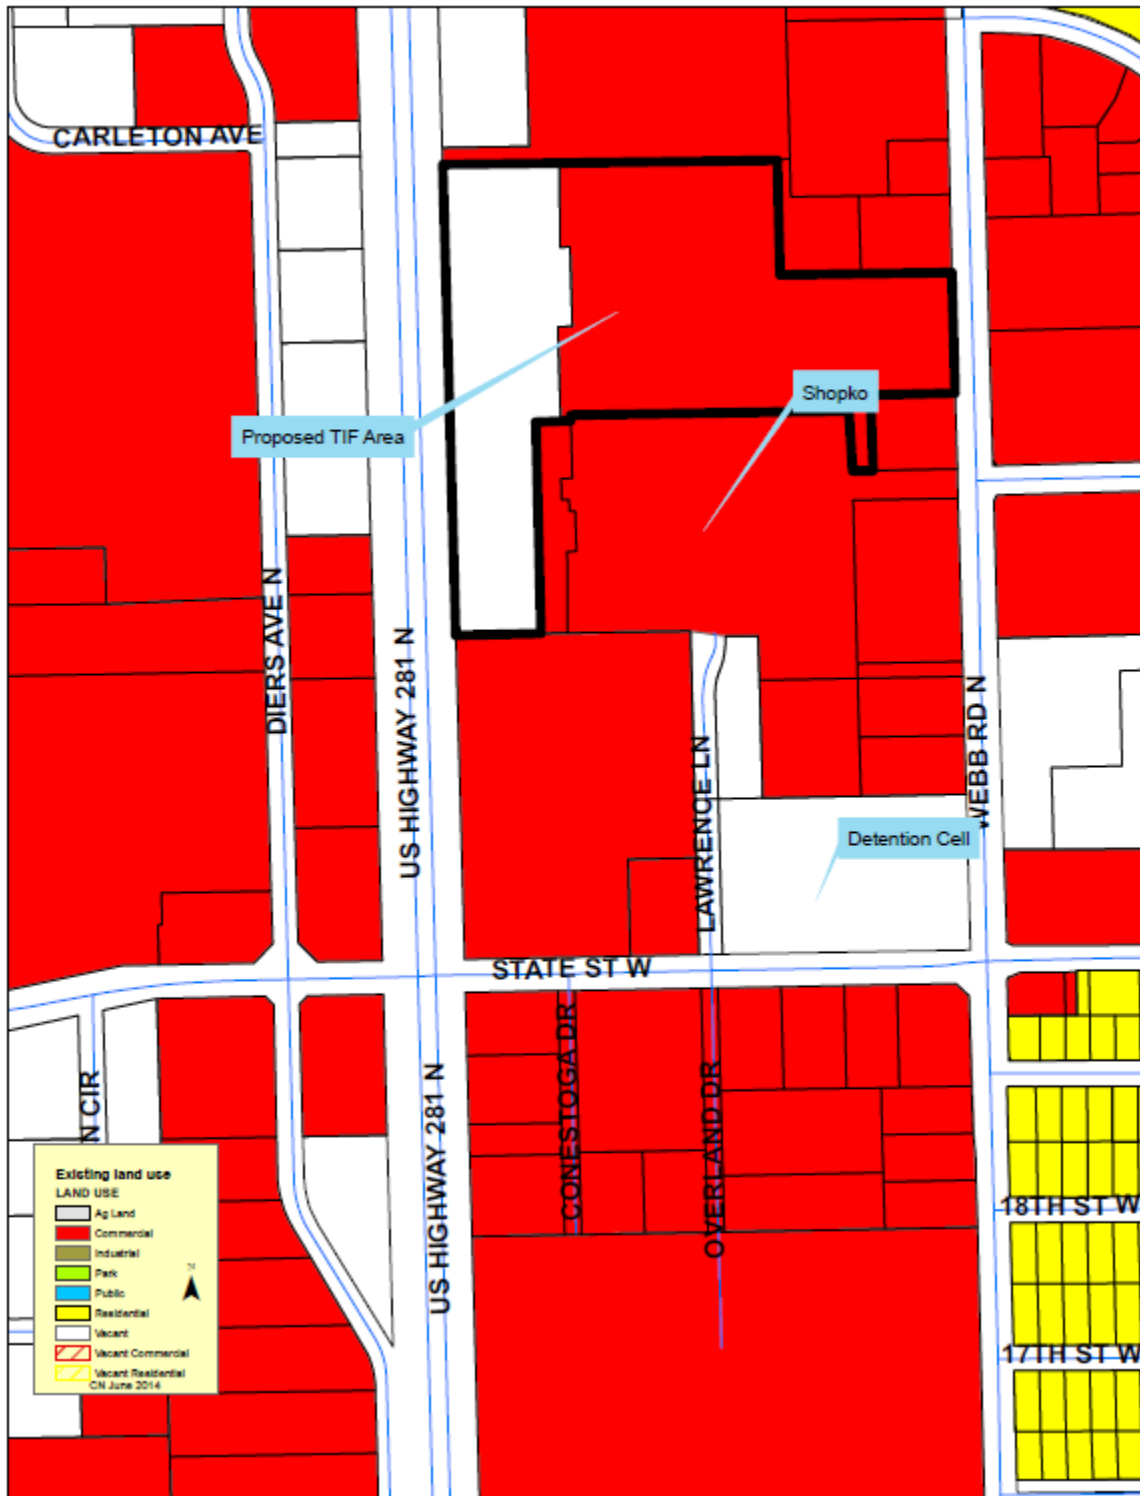 CARLETON AVE
Shopko
Proposed TIF Area
DIERS AVE N
US HIGHWAY 281 N
WEBB RD N
LAWRENCE LN
Detention Cell
STATE ST W
CONESTOGA DR
OVERLAND DR
US HIGHWAY 281 N
N CIR
18TH ST W
17TH ST W
Existing land use
LAND USE
Ag Land
Commercial
Industrial
Park
Public
Residential
Vacant
Vacant Commercial
Vacant Residential
CN June 2014
N